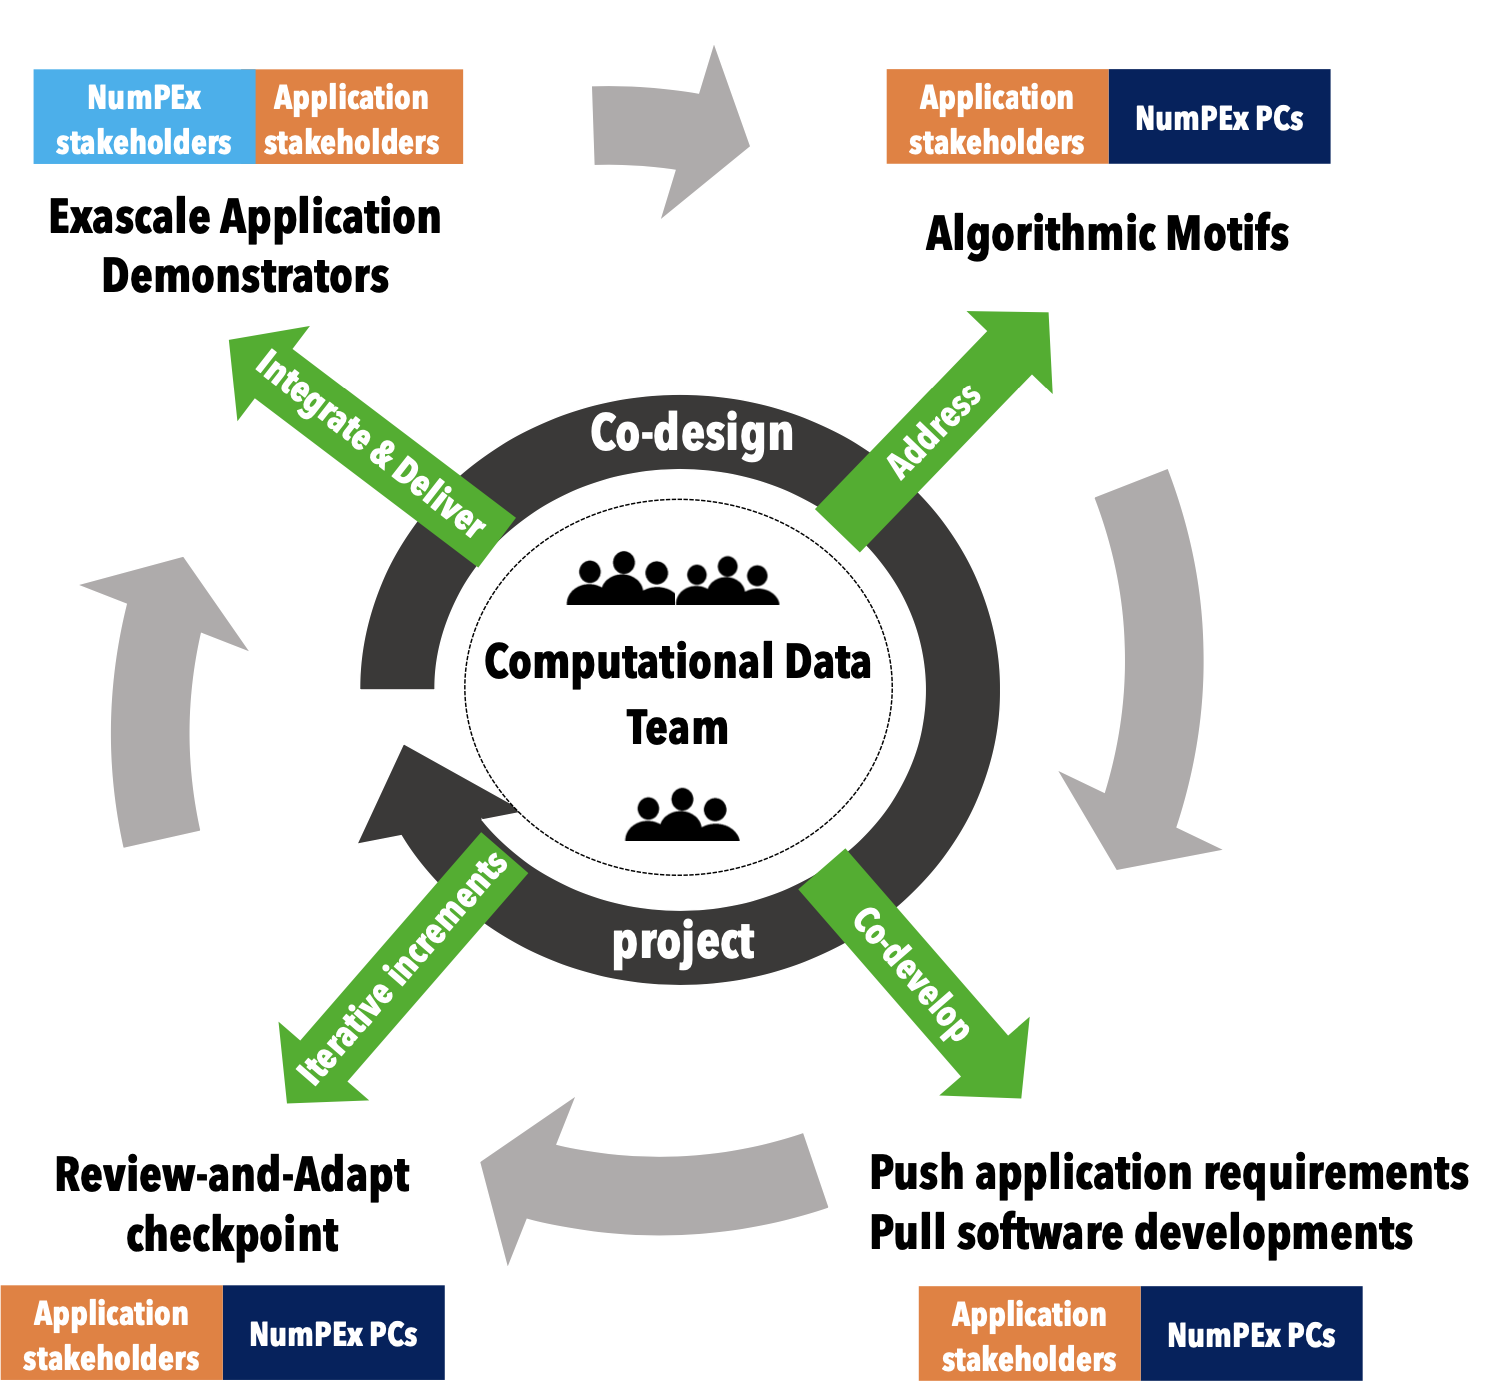 NumPEx
stakeholders
Application
stakeholders
Exascale Application
Demonstrators
Application
stakeholders
NumPEx PCs
Algorithmic Motifs
Integrate & Deliver
Address
Co-design
Computational Data
Team
project
Iterative increments
Co-develop
Review-and-Adapt
checkpoint
Application
stakeholders
NumPEx PCs
Push application requirements
Pull software developments
Application
stakeholders
NumPEx PCs